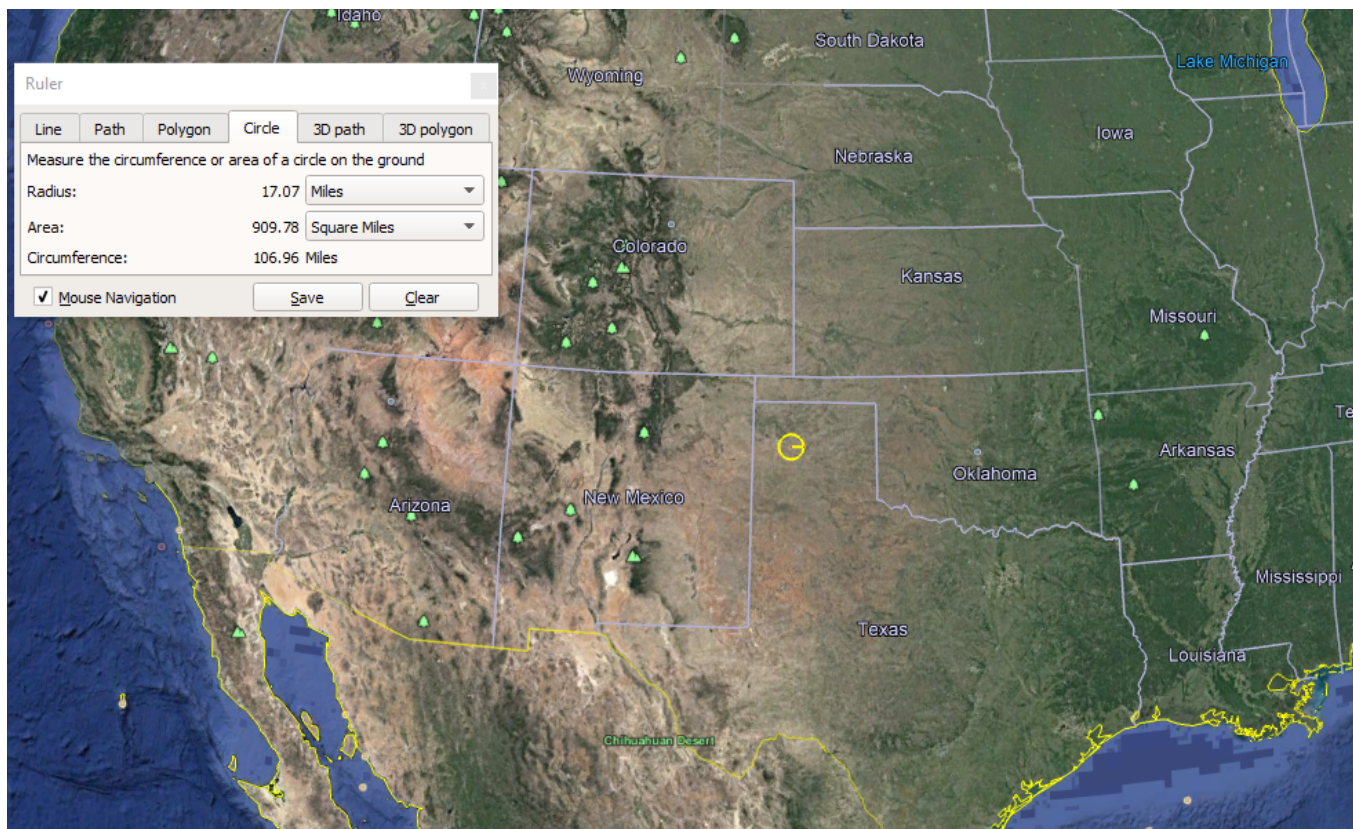 Idaho
South Dakota
Wyoming
Lake Michigan
Ruler
Line Path Polygon Circle 3D path 3D polygon
Measure the circumference or area of a circle on the ground
Radius: 17.07 Miles
Area: 909.78 Square Miles
Circumference: 106.96 Miles
Mouse Navigation Save Clear
Iowa
Nebraska
Colorado
Kansas
Missouri
Te
Arkansas
Oklahoma
New Mexico
Arizona
Mississippi
Texas
Louisiana
Chihuahuan Desert